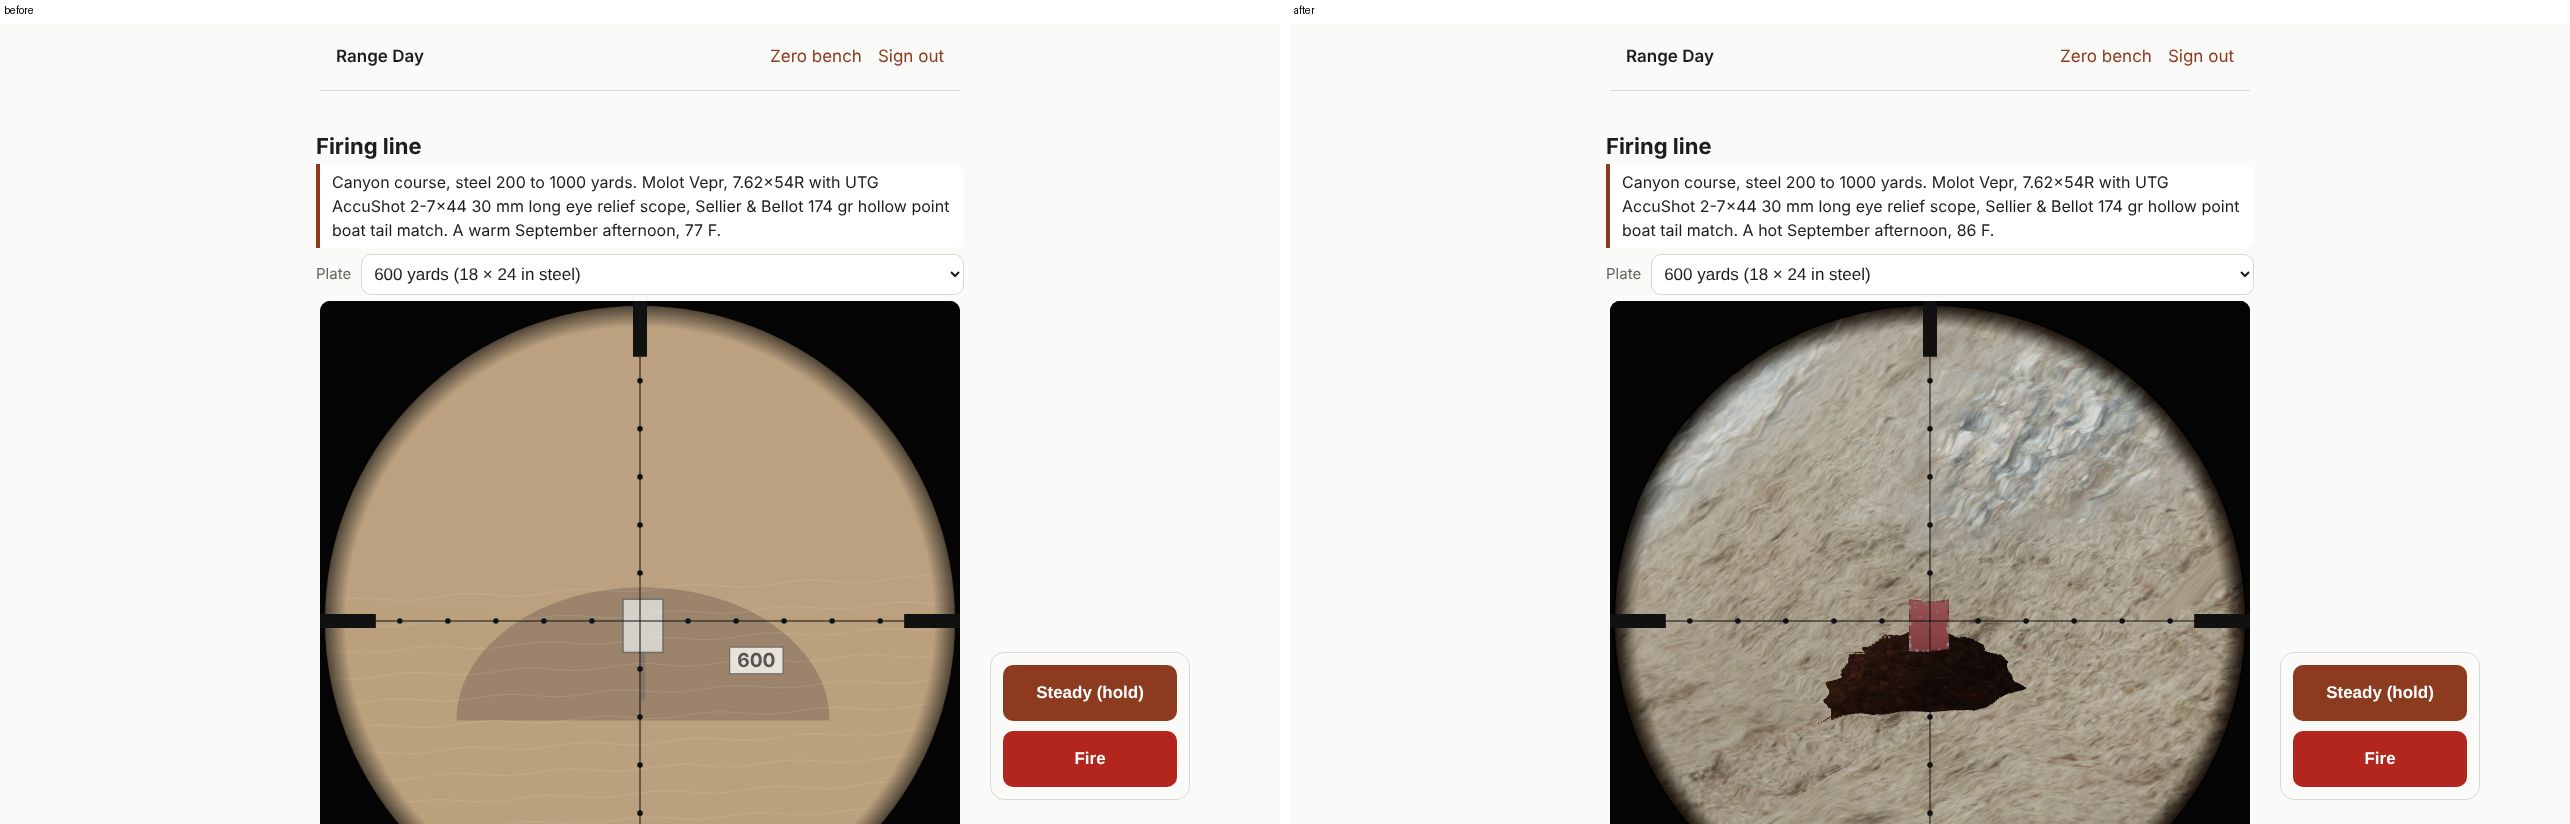 before
Range Day
Zero bench
Sign out
Firing line
Canyon course, steel 200 to 1000 yards. Molot Vepr, 7.62×54R with UTG
AccuShot 2-7×44 30 mm long eye relief scope, Sellier & Bellot 174 gr hollow point
boat tail match. A warm September afternoon, 77 F.
Plate
600 yards (18 × 24 in steel)
600
Steady (hold)
Fire
after
Range Day
Zero bench
Sign out
Firing line
Canyon course, steel 200 to 1000 yards. Molot Vepr, 7.62×54R with UTG
AccuShot 2-7×44 30 mm long eye relief scope, Sellier & Bellot 174 gr hollow point
boat tail match. A hot September afternoon, 86 F.
Plate
600 yards (18 × 24 in steel)
Steady (hold)
Fire